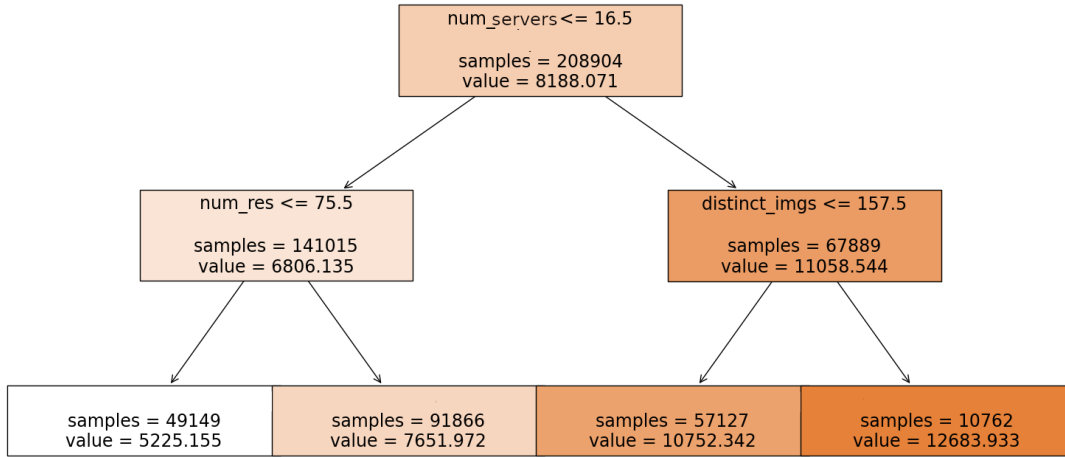 num_servers <= 16.5
samples = 208904
value = 8188.071
num_res <= 75.5
samples = 141015
value = 6806.135
distinct_imgs <= 157.5
samples = 67889
value = 11058.544
samples = 49149
value = 5225.155
samples = 91866
value = 7651.972
samples = 57127
value = 10752.342
samples = 10762
value = 12683.933